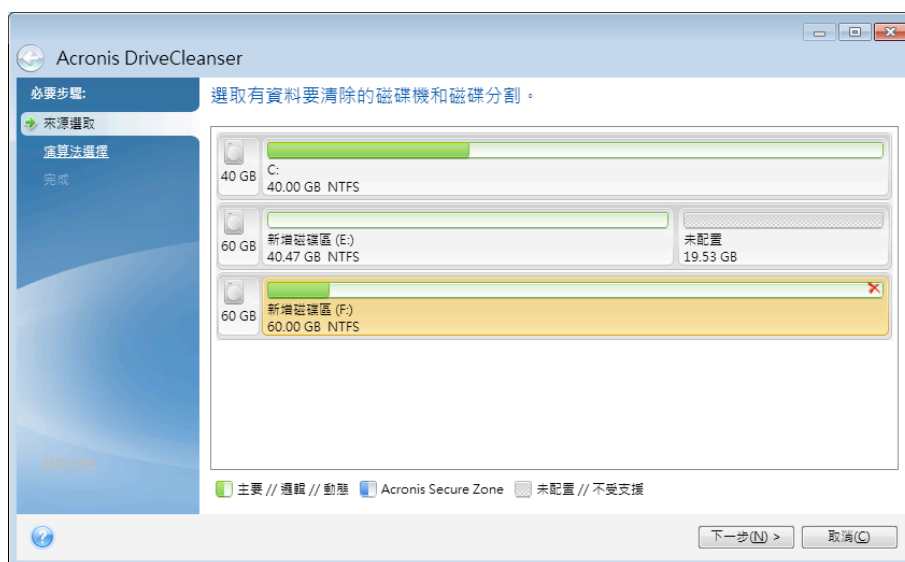 Acronis DriveCleanser
必要步驟:
來源選取
演算法選擇
完成
選取有資料要清除的磁碟機和磁碟分割。
40 GB
C:
40.00 GB NTFS
60 GB
新增磁碟區 (E:)
40.47 GB NTFS
未配置
19.53 GB
60 GB
新增磁碟區 (F:)
60.00 GB NTFS
主要 // 邏輯 // 動態 Acronis Secure Zone 未配置 // 不受支援
下一步(N) > 取消(C)